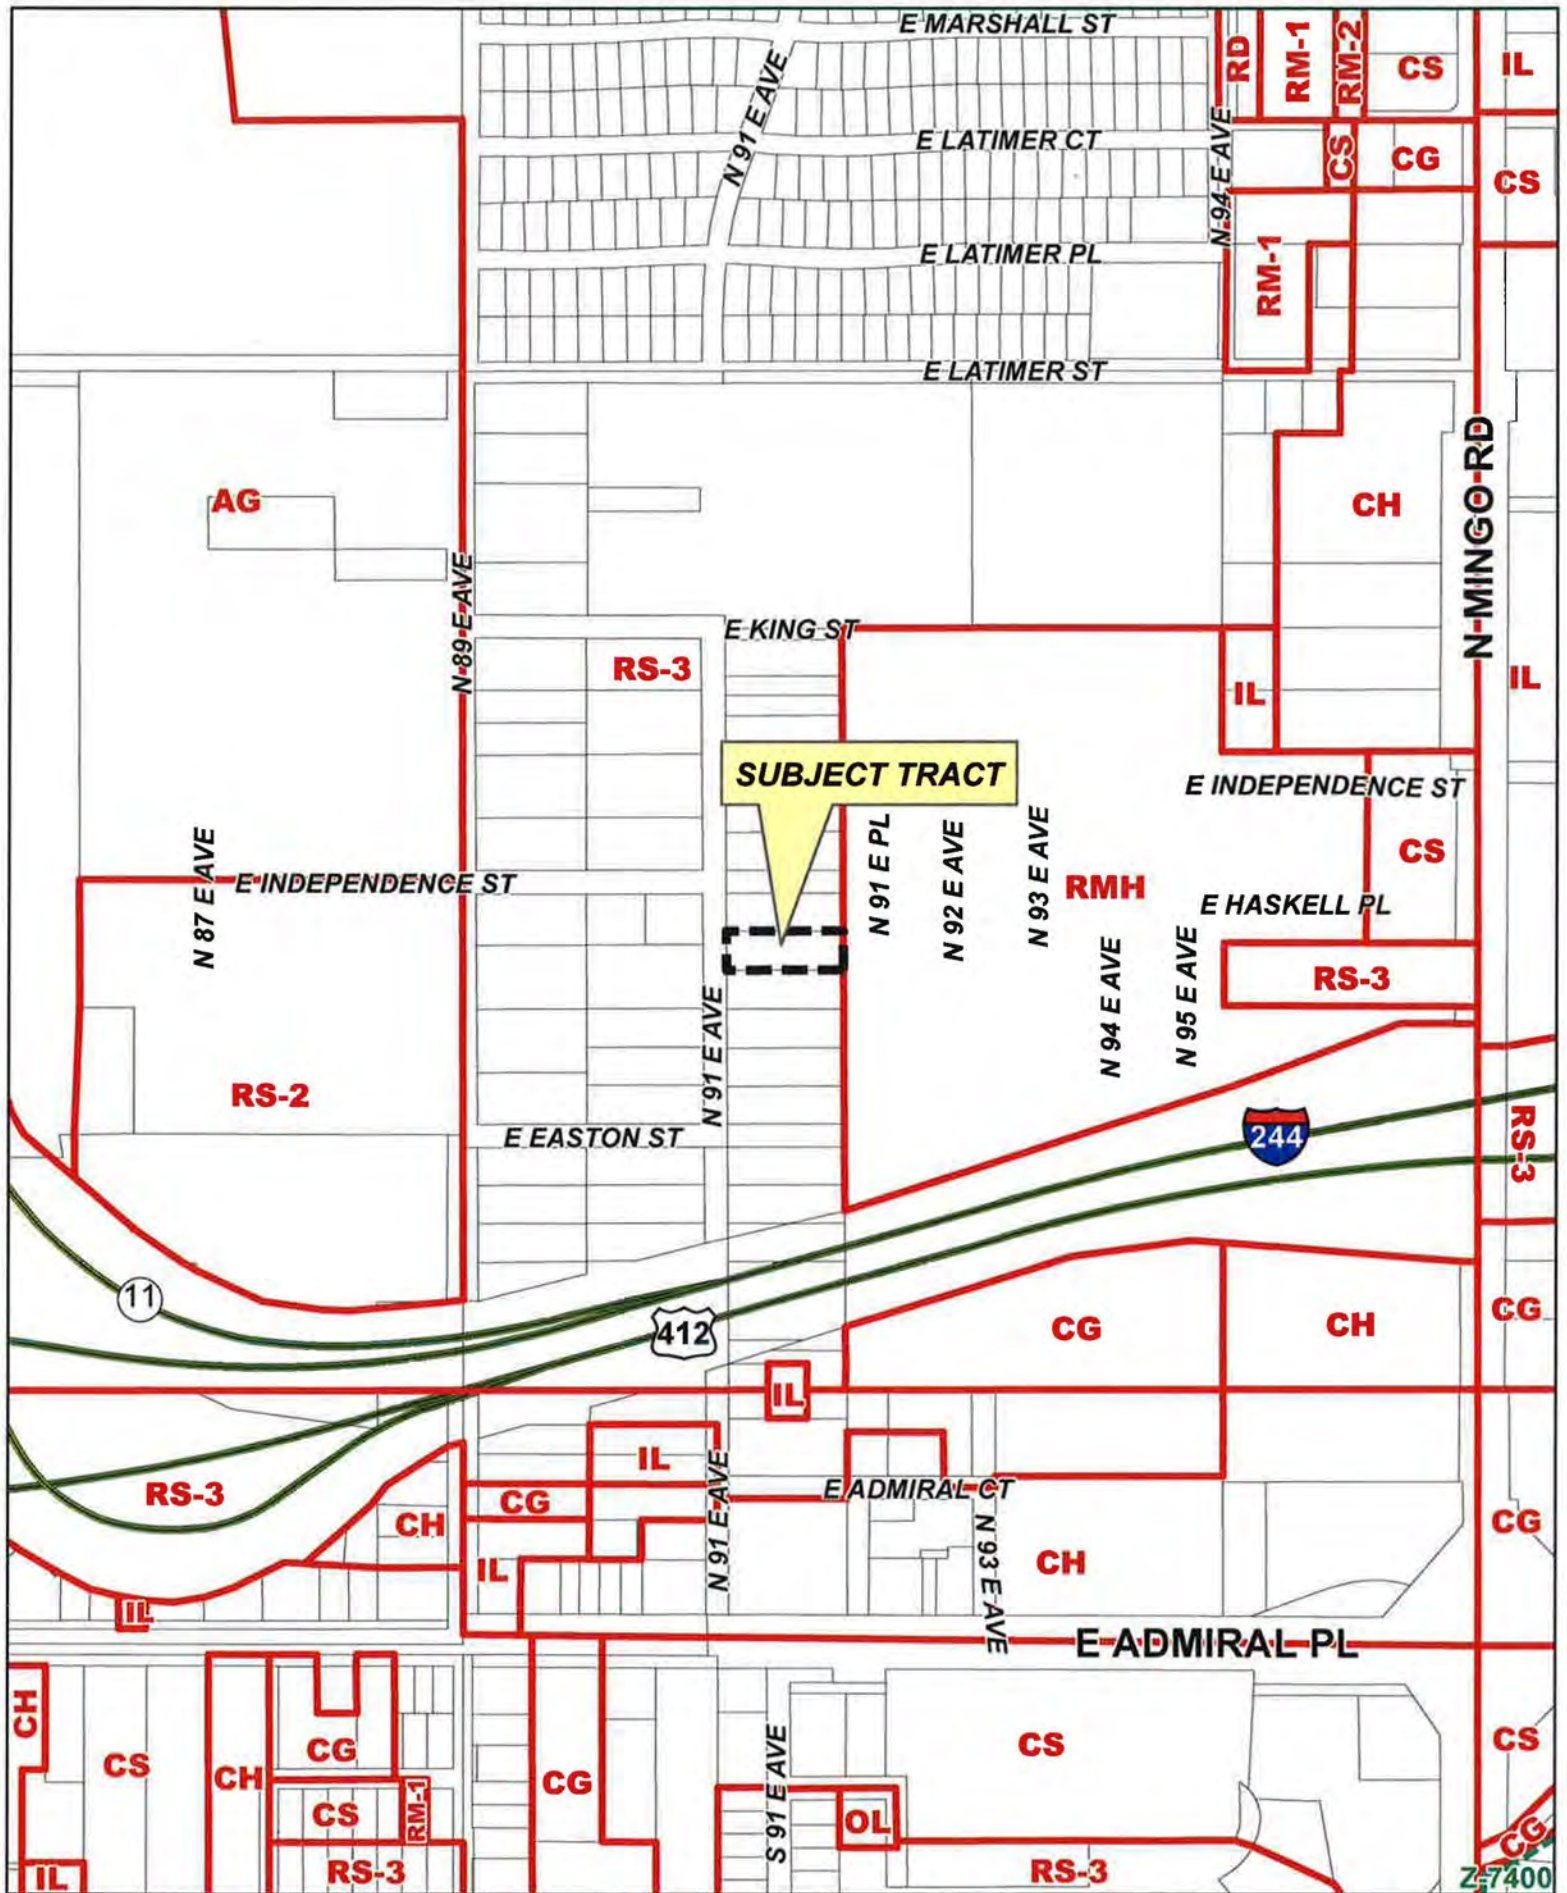 E MARSHALL ST
RD
RM-1
RM-2
CS
IL
N 91 E AVE
E LATIMER CT
N 94 E AVE
CS
CG
CS
E LATIMER PL
RM-1
E LATIMER ST
AG
CH
N MINGO RD
N 89 E AVE
E KING ST
RS-3
IL
IL
SUBJECT TRACT
E INDEPENDENCE ST
N 87 E AVE
E INDEPENDENCE ST
N 91 E PL
N 92 E AVE
N 93 E AVE
RMH
CS
E HASKELL PL
RS-3
N 91 E AVE
N 94 E AVE
N 95 E AVE
RS-2
E EASTON ST
244
RS-3
11
412
CG
CH
CG
IL
RS-3
IL
CG
CH
N 91 E AVE
E ADMIRAL CT
N 93 E AVE
CG
IL
CH
IL
E ADMIRAL PL
CH
CS
CH
CG
CS
RM-1
CG
S 91 E AVE
CS
CS
OL
IL
RS-3
RS-3
CG
Z-7400